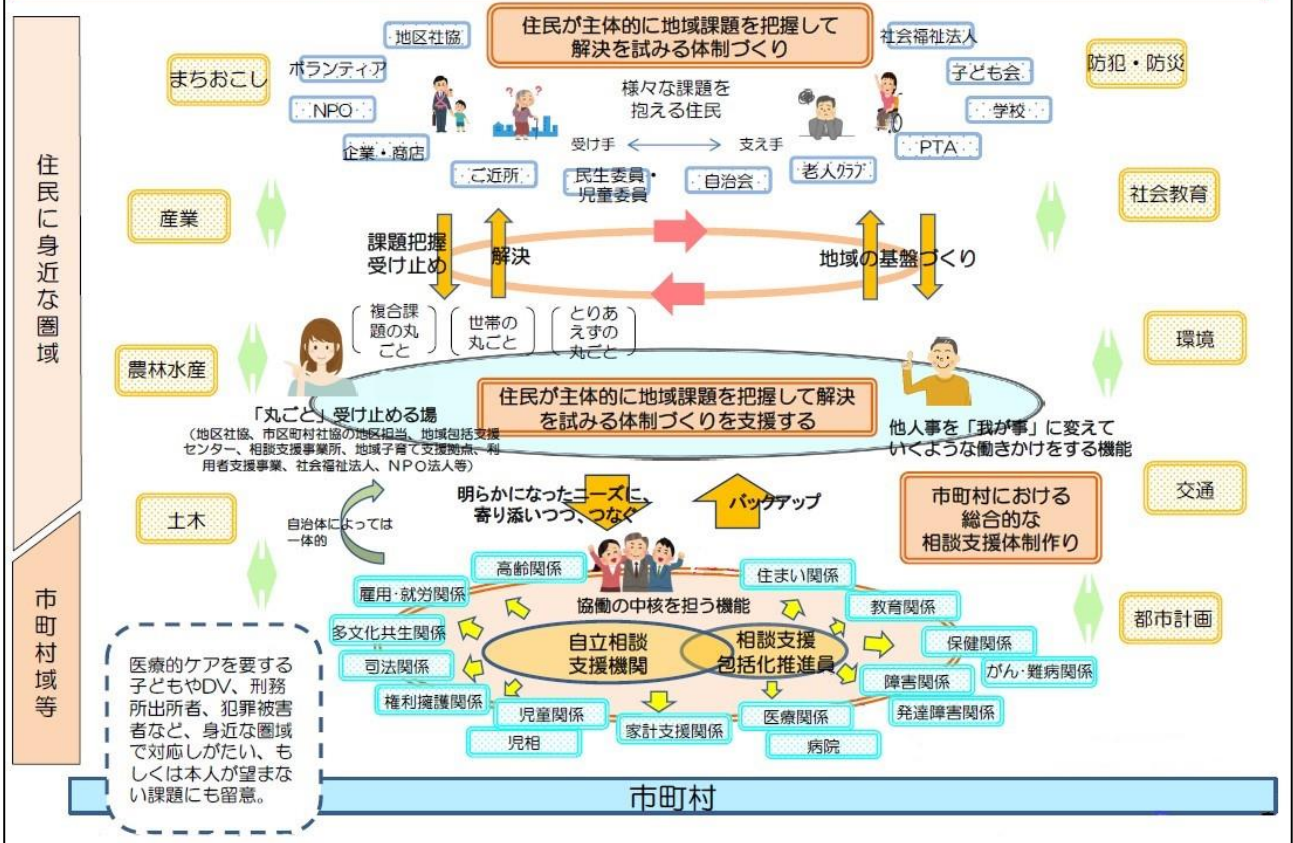 住民が主体的に地域課題を把握して
解決を試みる体制づくり
地区社協
社会福祉法人
まちおこし
ボランティア
子ども会
防犯・防災
様々な課題を
抱える住民
NPO
学校
企業・商店
受け手
支え手
PTA
ご近所
民生委員・
児童委員
自治会
老人クラブ
住民に身近な圏域
産業
社会教育
課題把握
受け止め
解決
地域の基盤づくり
複合課
題の丸
ごと
世帯の
丸ごと
とりあ
えずの
丸ごと
農林水産
環境
住民が主体的に地域課題を把握して解決
を試みる体制づくりを支援する
「丸ごと」受け止める場
(地区社協、市区町村社協の地区担当、地域包括支援
センター、相談支援事業所、地域子育て支援拠点、利
用者支援事業、社会福祉法人、NPO法人等)
他人事を「我が事」に変えて
いくような働きかけをする機能
明らかになったニーズに、
寄り添いつつ、つなぐ
バックアップ
土木
自治体によっては
一体的
市町村における
総合的な
相談支援体制作り
交通
市町村域等
高齢関係
住まい関係
雇用・就労関係
協働の中核を担う機能
教育関係
都市計画
多文化共生関係
自立相談
支援機関
相談支援
包括化推進員
保健関係
司法関係
がん・難病関係
障害関係
権利擁護関係
児童関係
医療関係
発達障害関係
児相
家計支援関係
病院
医療的ケアを要する
子どもやDV、刑務
所出所者、犯罪被害
者など、身近な圏域
で対応しがたい、も
しくは本人が望まな
い課題にも留意。
市町村